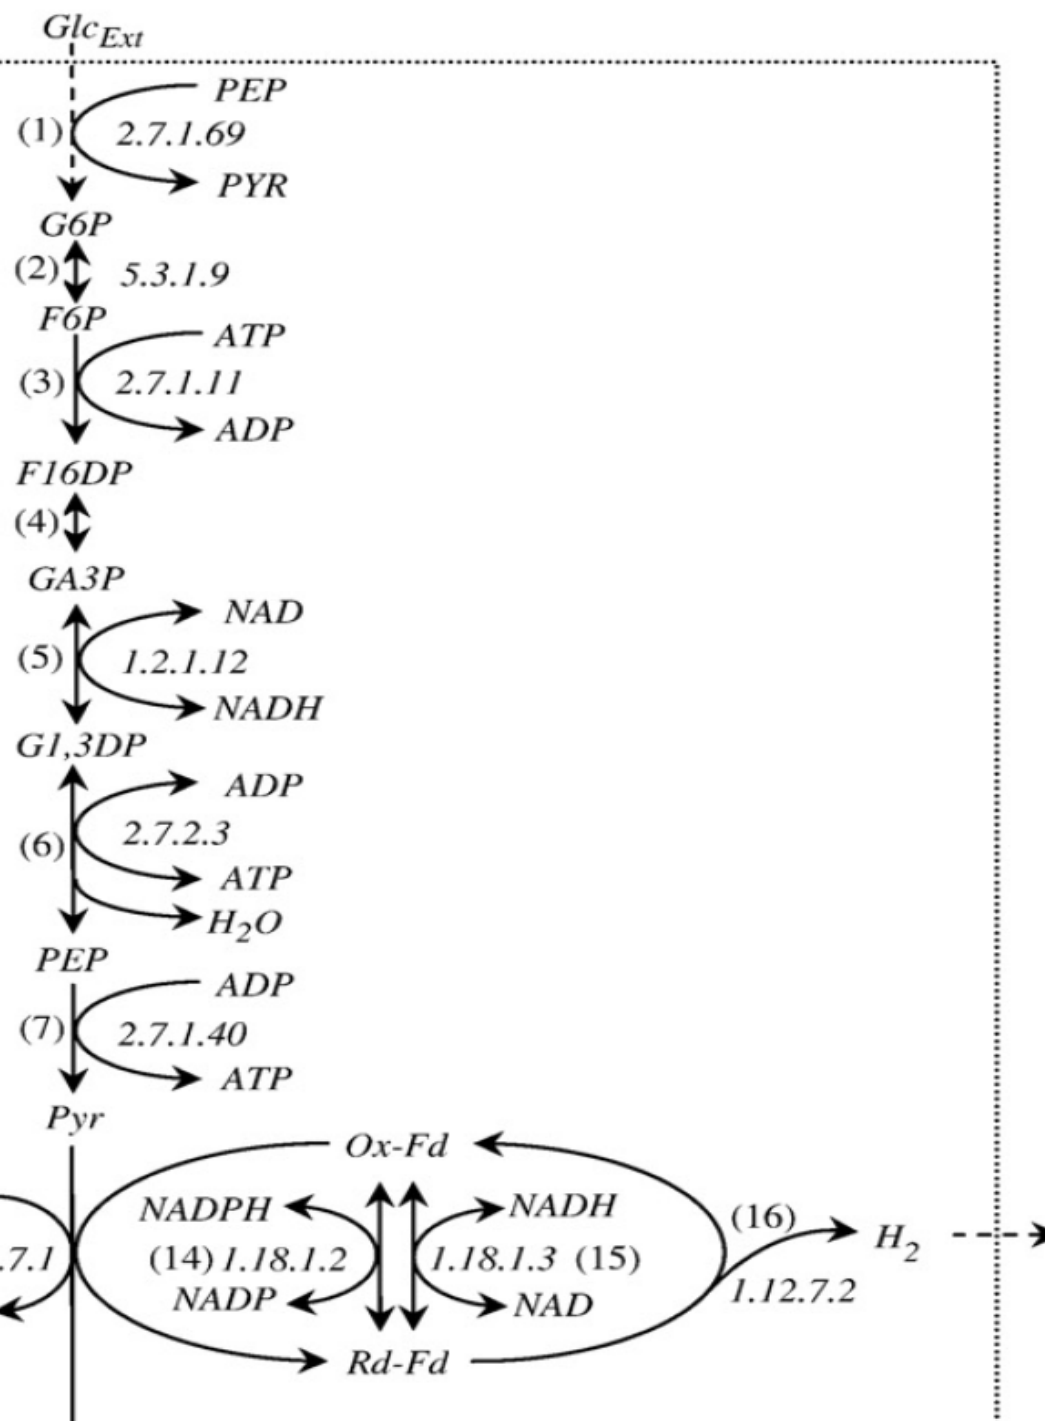 Glc_Ext
PEP
(1) 2.7.1.69
PYR
G6P
(2) 5.3.1.9
F6P
ATP
(3) 2.7.1.11
ADP
F16DP
(4)
GA3P
NAD
(5) 1.2.1.12
NADH
G1,3DP
ADP
(6) 2.7.2.3
ATP
H₂O
PEP
ADP
(7) 2.7.1.40
ATP
Pyr
Ox-Fd
NADPH NADH (16)
H₂
.7.1 (14) 1.18.1.2 1.18.1.3 (15)
1.12.7.2
NADP NAD
Rd-Fd